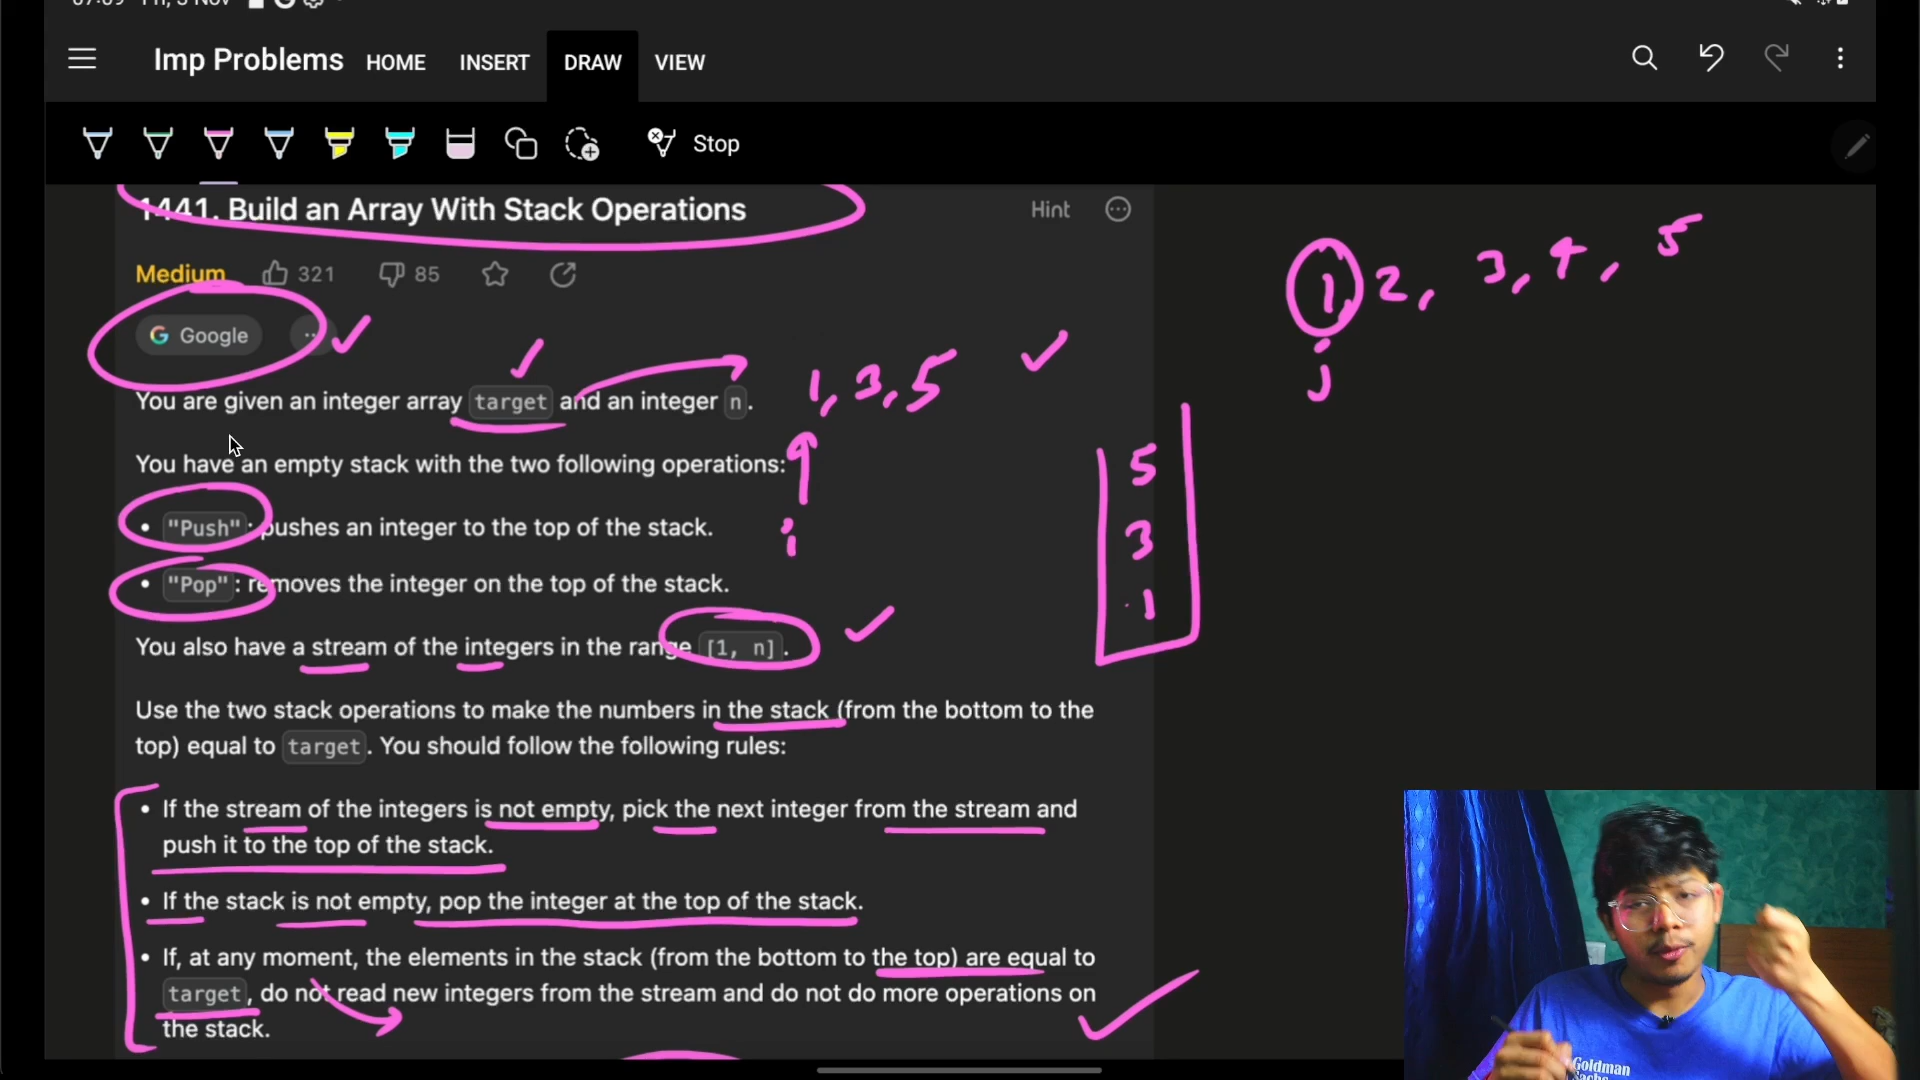 07:09 Fri, 3 Nov
Imp Problems HOME INSERT DRAW VIEW
Stop
1441. Build an Array With Stack Operations
Hint
Medium 321 85
Google
You are given an integer array target and an integer n.
1, 3, 5
1, 2, 3, 4, 5
j
You have an empty stack with the two following operations:
i
"Push": pushes an integer to the top of the stack.
"Pop": removes the integer on the top of the stack.
5
3
1
You also have a stream of the integers in the range [1, n].
Use the two stack operations to make the numbers in the stack (from the bottom to the
top) equal to target. You should follow the following rules:
• If the stream of the integers is not empty, pick the next integer from the stream and
push it to the top of the stack.
• If the stack is not empty, pop the integer at the top of the stack.
• If, at any moment, the elements in the stack (from the bottom to the top) are equal to
target, do not read new integers from the stream and do not do more operations on
the stack.
Goldman
Sachs